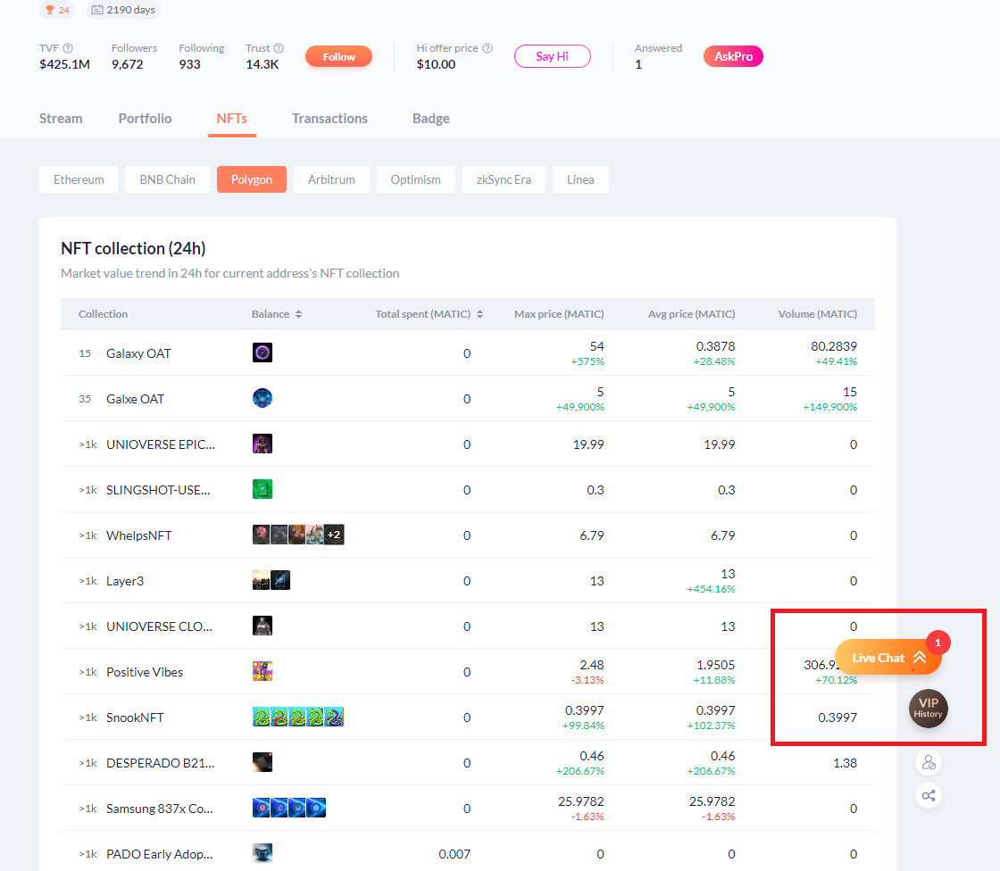 24 2190 days
TVF Followers Following Trust Hi offer price Answered
$425.1M 9,672 933 14.3K Follow $10.00 Say Hi 1 AskPro
Stream Portfolio NFTs Transactions Badge
Ethereum BNB Chain Polygon Arbitrum Optimism zkSync Era Linea
NFT collection (24h)
Market value trend in 24h for current address's NFT collection
Collection Balance Total spent (MATIC) Max price (MATIC) Avg price (MATIC) Volume (MATIC)
15 Galaxy OAT 0 54 0.3878 80.2839
+575% +28.48% +49.41%
35 Galxe OAT 0 5 5 15
+49,900% +49,900% +149,900%
>1k UNIOVERSE EPIC... 0 19.99 19.99 0
>1k SLINGSHOT-USE... 0 0.3 0.3 0
>1k WhelpsNFT +2 0 6.79 6.79 0
>1k Layer3 0 13 13 0
+454.16%
>1k UNIOVERSE CLO... 0 13 13 0
1
Live Chat
>1k Positive Vibes 0 2.48 1.9505
-3.13% +11.88% +70.12%
VIP
History
>1k SnookNFT 0 0.3997 0.3997 0.3997
+99.84% +102.37%
>1k DESPERADO B21... 0 0.46 0.46 1.38
+206.67% +206.67%
>1k Samsung 837x Co... 0 25.9782 25.9782 0
-1.63% -1.63%
>1k PADO Early Adop... 0.007 0 0 0